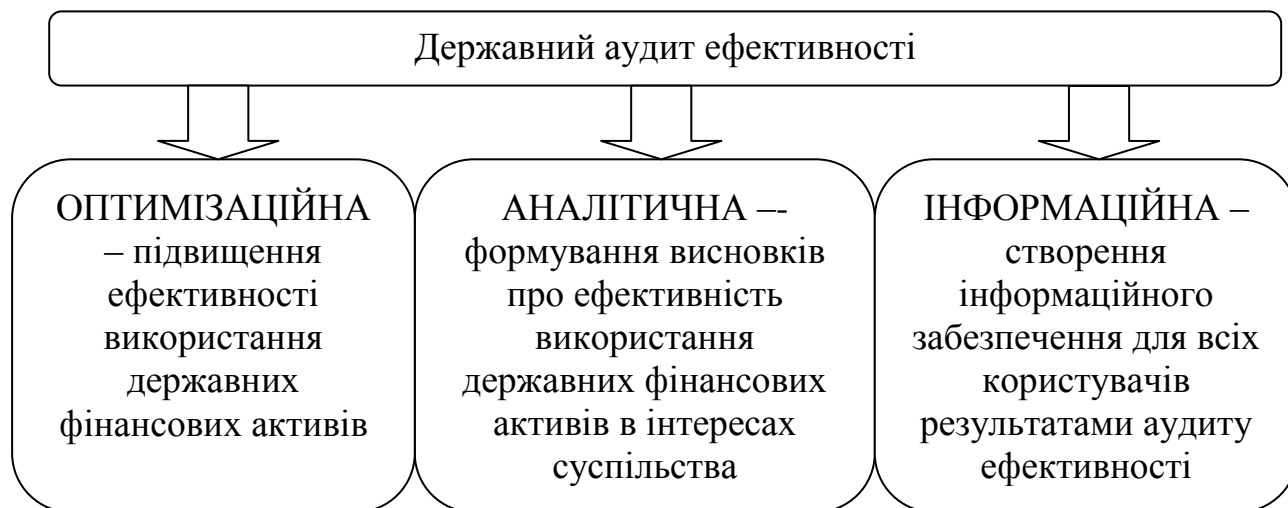 Державний аудит ефективності
ОПТИМІЗАЦІЙНА
– підвищення
ефективності
використання
державних
фінансових активів
АНАЛІТИЧНА –-
формування висновків
про ефективність
використання
державних фінансових
активів в інтересах
суспільства
ІНФОРМАЦІЙНА –
створення
інформаційного
забезпечення для всіх
користувачів
результатами аудиту
ефективності